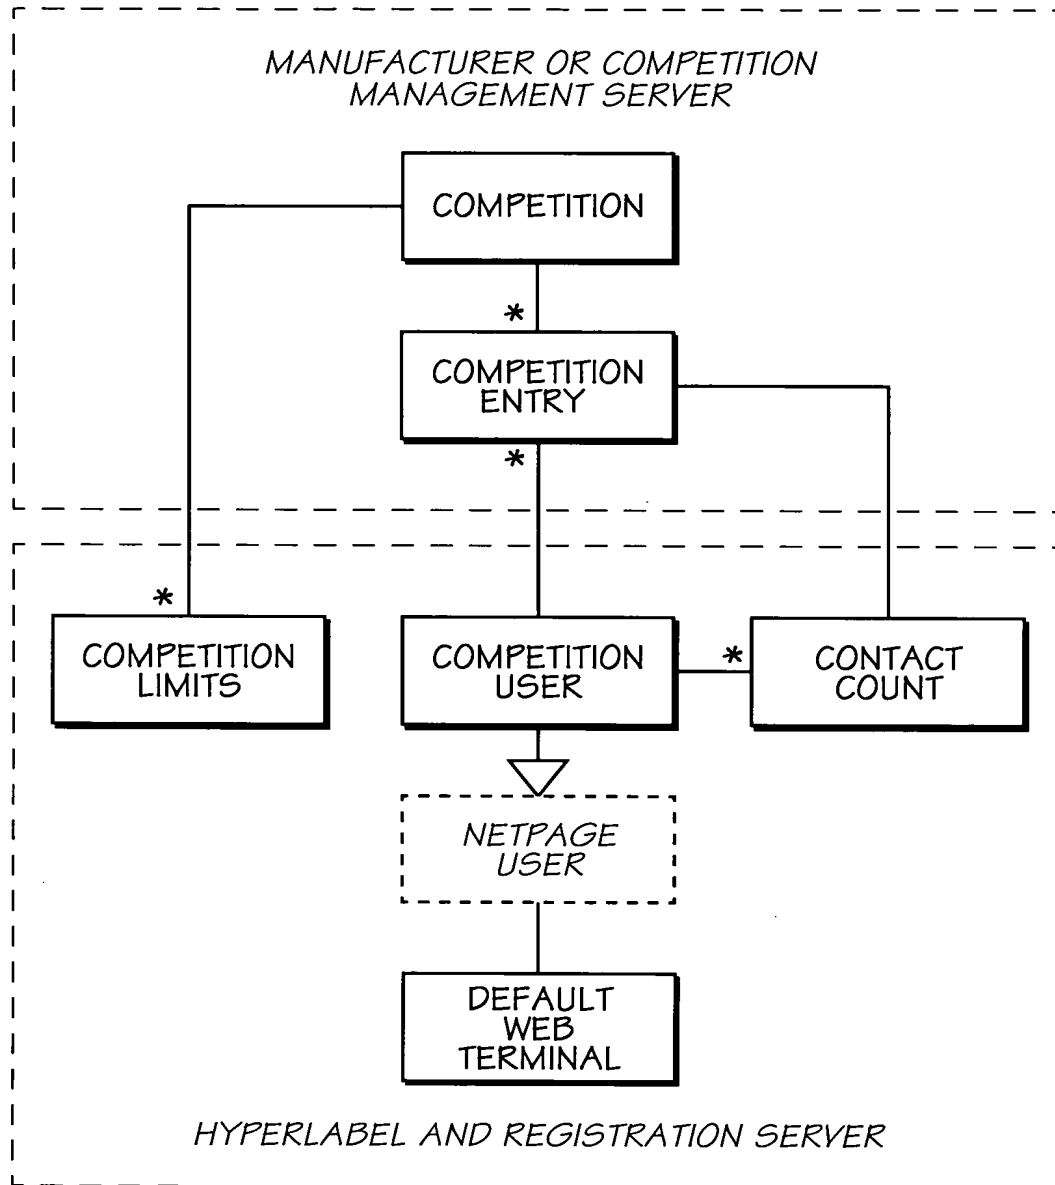 MANUFACTURER OR COMPETITION
MANAGEMENT SERVER
COMPETITION
*
COMPETITION
ENTRY
*
*
COMPETITION
LIMITS
COMPETITION
USER
*
CONTACT
COUNT
NETPAGE
USER
DEFAULT
WEB
TERMINAL
HYPERLABEL AND REGISTRATION SERVER